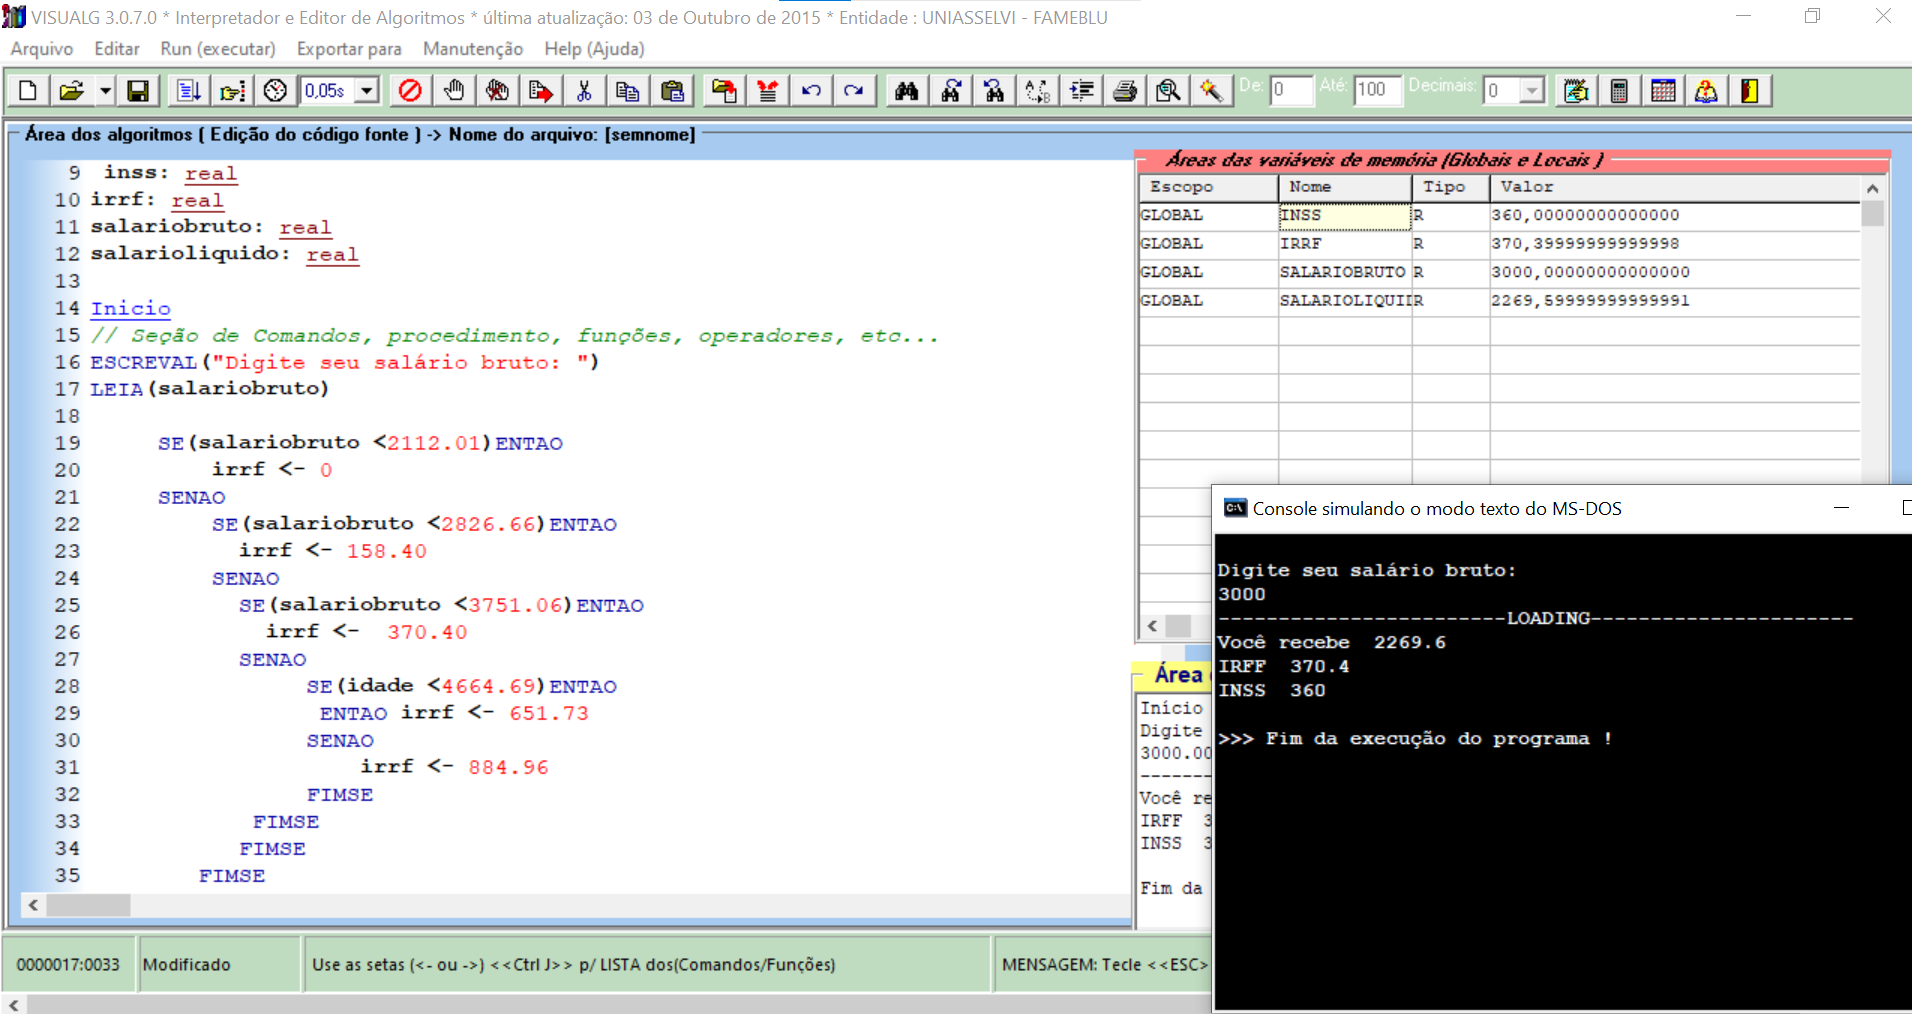 VISUALG 3.0.7.0 * Interpretador e Editor de Algoritmos * última atualização: 03 de Outubro de 2015 * Entidade : UNIASSELVI - FAMEBLU
Arquivo Editar Run (executar) Exportar para Manutenção Help (Ajuda)
0,05s De: 0 Até: 100 Decimais: 0
Área dos algoritmos ( Edição do código fonte ) -> Nome do arquivo: [semnome]
9 inss: real
10 irrf: real
11 salariobruto: real
12 salarioliquido: real
13
14 Inicio
15 // Seção de Comandos, procedimento, funções, operadores, etc...
16 ESCREVAL("Digite seu salário bruto: ")
17 LEIA(salariobruto)
18
19 SE(salariobruto <2112.01)ENTAO
20 irrf <- 0
21 SENAO
22 SE(salariobruto <2826.66)ENTAO
23 irrf <- 158.40
24 SENAO
25 SE(salariobruto <3751.06)ENTAO
26 irrf <- 370.40
27 SENAO
28 SE(idade <4664.69)ENTAO
29 ENTAO irrf <- 651.73
30 SENAO
31 irrf <- 884.96
32 FIMSE
33 FIMSE
34 FIMSE
35 FIMSE
Áreas das variáveis de memória (Globais e Locais )
Escopo Nome Tipo Valor
GLOBAL INSS R 360,00000000000000
GLOBAL IRRF R 370,39999999999998
GLOBAL SALARIOBRUTO R 3000,00000000000000
GLOBAL SALARIOLIQUI R 2269,59999999999991
Área
Início
Digite
3000.00
-------
Você re
IRFF 3
INSS 3
Fim da
Console simulando o modo texto do MS-DOS
Digite seu salário bruto:
3000
------------------------LOADING----------------------
Você recebe 2269.6
IRFF 370.4
INSS 360
>>> Fim da execução do programa !
0000017:0033 Modificado Use as setas (<- ou ->) <<Ctrl J>> p/ LISTA dos(Comandos/Funções) MENSAGEM: Tecle <<ESC>